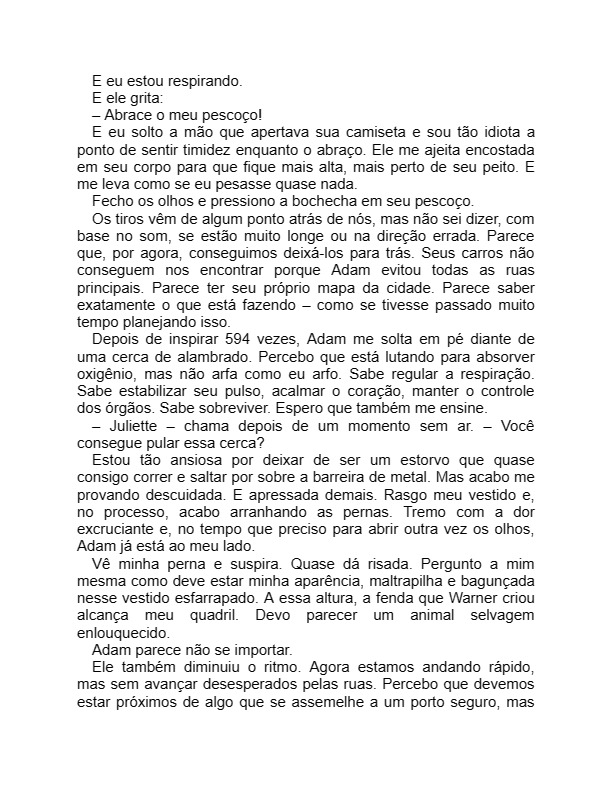 E eu estou respirando.
E ele grita:
– Abrace o meu pescoço!
E eu solto a mão que apertava sua camiseta e sou tão idiota a
ponto de sentir timidez enquanto o abraço. Ele me ajeita encostada
em seu corpo para que fique mais alta, mais perto de seu peito. E
me leva como se eu pesasse quase nada.
Fecho os olhos e pressiono a bochecha em seu pescoço.
Os tiros vêm de algum ponto atrás de nós, mas não sei dizer, com
base no som, se estão muito longe ou na direção errada. Parece
que, por agora, conseguimos deixá-los para trás. Seus carros não
conseguem nos encontrar porque Adam evitou todas as ruas
principais. Parece ter seu próprio mapa da cidade. Parece saber
exatamente o que está fazendo – como se tivesse passado muito
tempo planejando isso.
Depois de inspirar 594 vezes, Adam me solta em pé diante de
uma cerca de alambrado. Percebo que está lutando para absorver
oxigênio, mas não arfa como eu arfo. Sabe regular a respiração.
Sabe estabilizar seu pulso, acalmar o coração, manter o controle
dos órgãos. Sabe sobreviver. Espero que também me ensine.
– Juliette – chama depois de um momento sem ar. – Você
consegue pular essa cerca?
Estou tão ansiosa por deixar de ser um estorvo que quase
consigo correr e saltar por sobre a barreira de metal. Mas acabo me
provando descuidada. E apressada demais. Rasgo meu vestido e,
no processo, acabo arranhando as pernas. Tremo com a dor
excruciante e, no tempo que preciso para abrir outra vez os olhos,
Adam já está ao meu lado.
Vê minha perna e suspira. Quase dá risada. Pergunto a mim
mesma como deve estar minha aparência, maltrapilha e bagunçada
nesse vestido esfarrapado. A essa altura, a fenda que Warner criou
alcança meu quadril. Devo parecer um animal selvagem
enlouquecido.
Adam parece não se importar.
Ele também diminuiu o ritmo. Agora estamos andando rápido,
mas sem avançar desesperados pelas ruas. Percebo que devemos
estar próximos de algo que se assemelhe a um porto seguro, mas